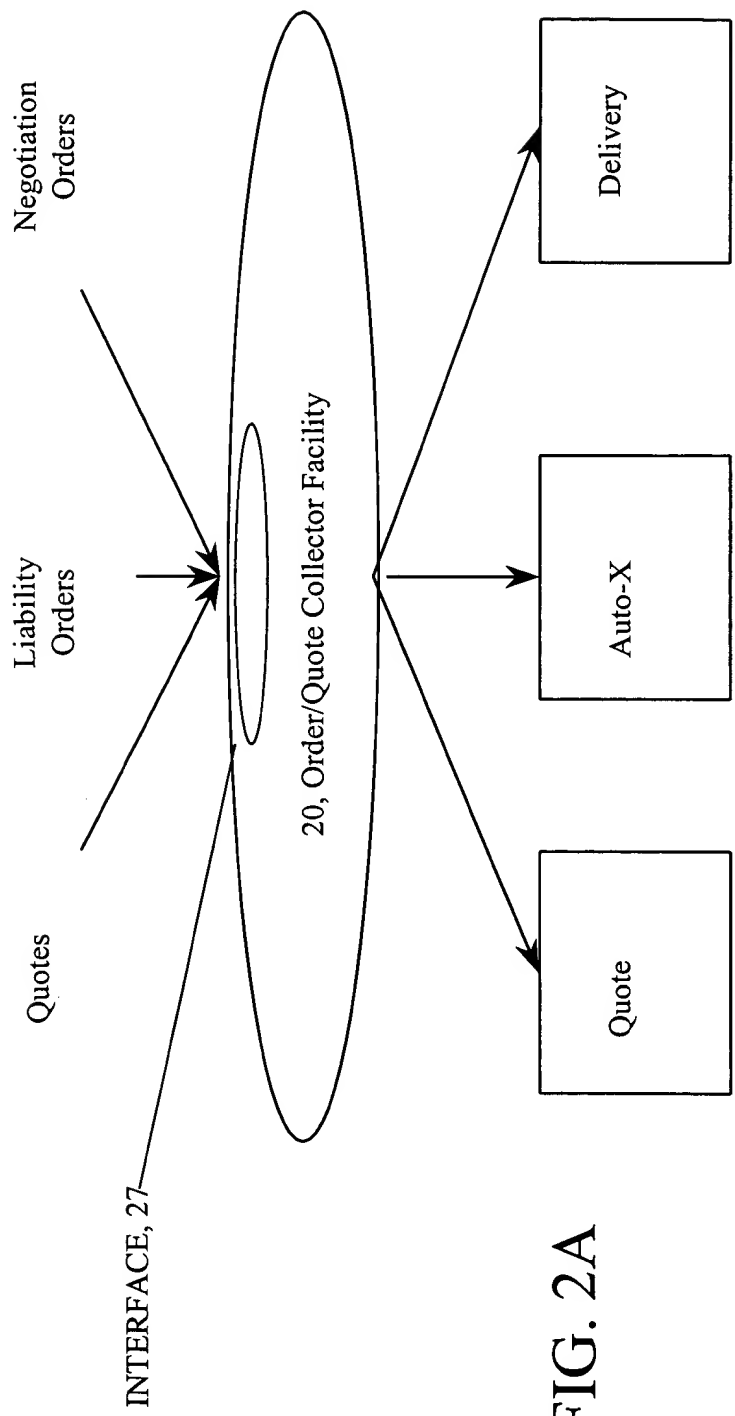 Quotes
Liability
Orders
Negotiation
Orders
INTERFACE, 27
20, Order/Quote Collector Facility
Quote
Auto-X
Delivery
FIG. 2A